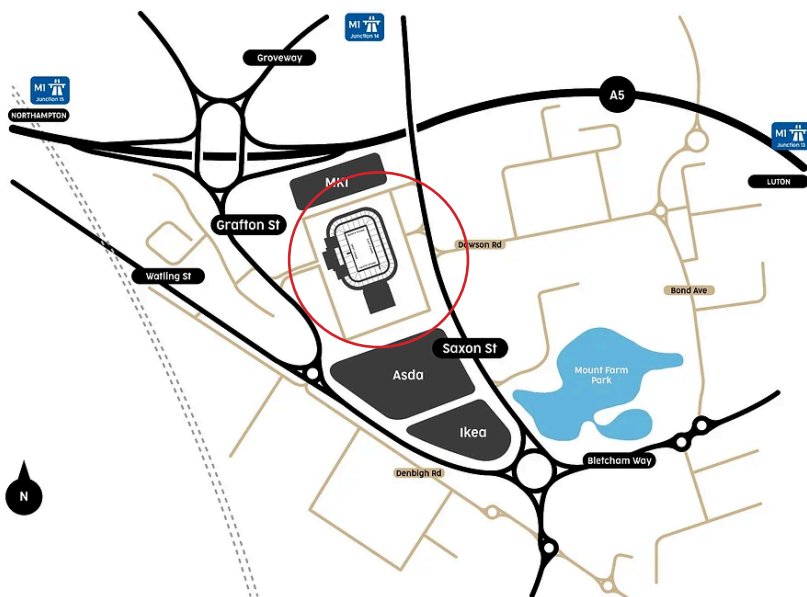 M1
Junction 14
Groveway
M1
Junction 15
NORTHAMPTON
A5
M1
Junction 13
LUTON
MK1
Grafton St
Dawson Rd
Watling St
Bond Ave
Saxon St
Asda
Mount Farm
Park
Ikea
Bletcham Way
Denbigh Rd
N